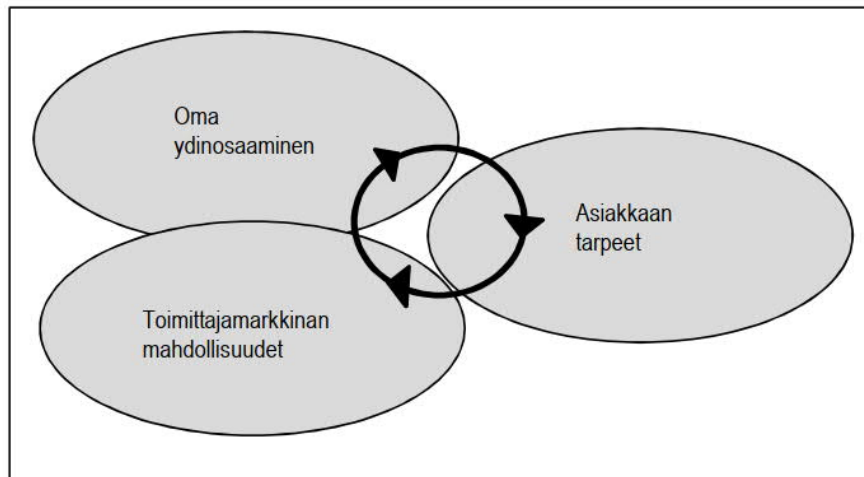 Oma
ydinosaaminen
Asiakkaan
tarpeet
Toimittajamarkkinan
mahdollisuudet